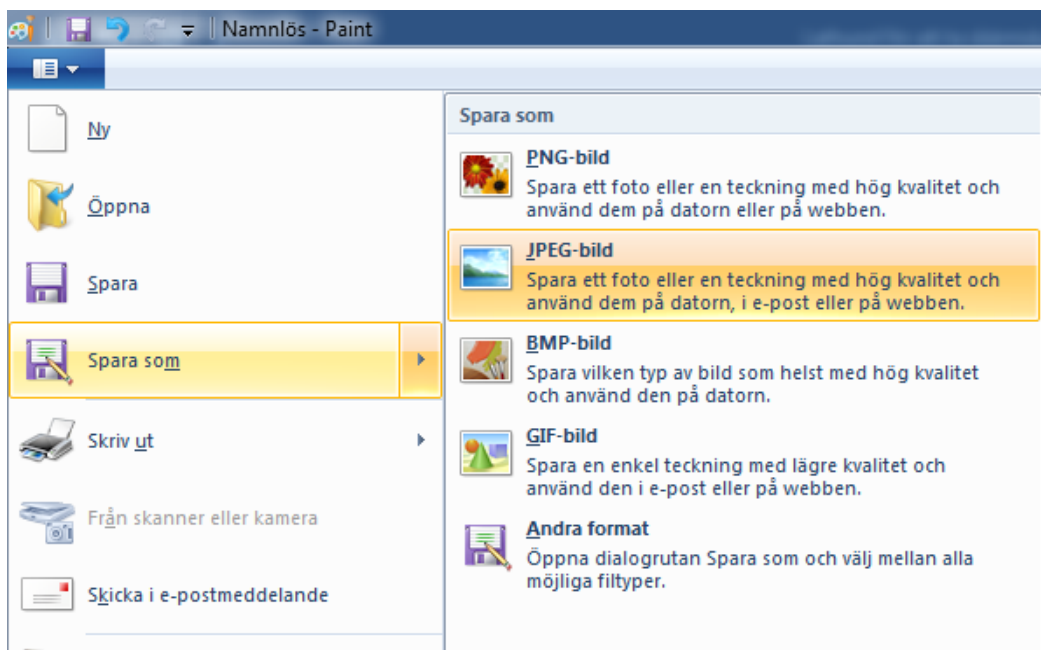 Namnlös - Paint
Ny
Öppna
Spara
Spara som
Skriv ut
Från skanner eller kamera
Skicka i e-postmeddelande
Spara som
PNG-bild
Spara ett foto eller en teckning med hög kvalitet och
använd dem på datorn eller på webben.
JPEG-bild
Spara ett foto eller en teckning med hög kvalitet och
använd dem på datorn, i e-post eller på webben.
BMP-bild
Spara vilken typ av bild som helst med hög kvalitet
och använd den på datorn.
GIF-bild
Spara en enkel teckning med lägre kvalitet och
använd den i e-post eller på webben.
Andra format
Öppna dialogrutan Spara som och välj mellan alla
möjliga filtyper.